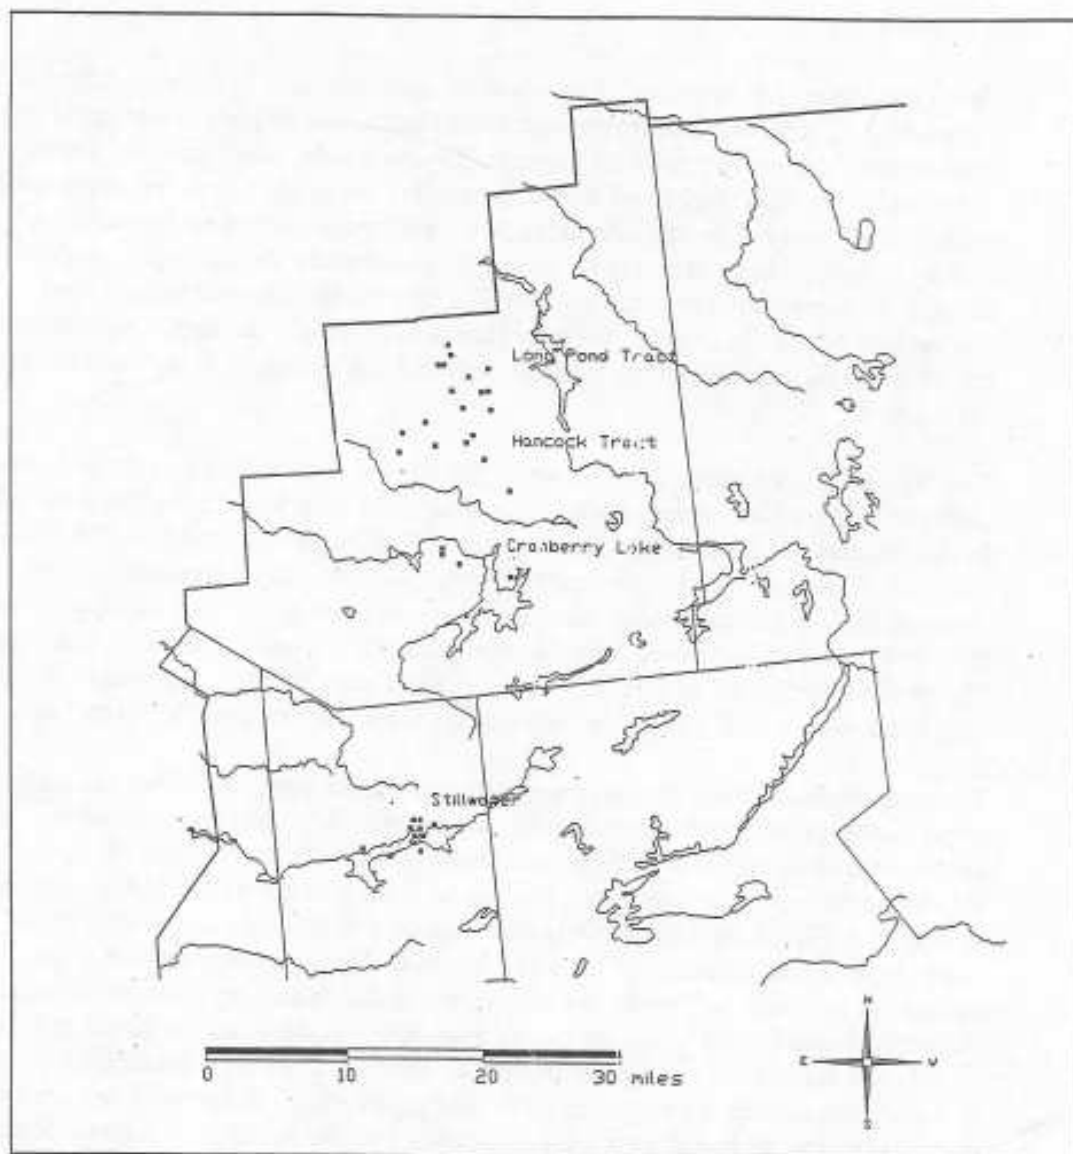 Long Pond Tract
Hancock Tract
Cranberry Lake
Stillwater
N
E W
S
0 10 20 30 miles